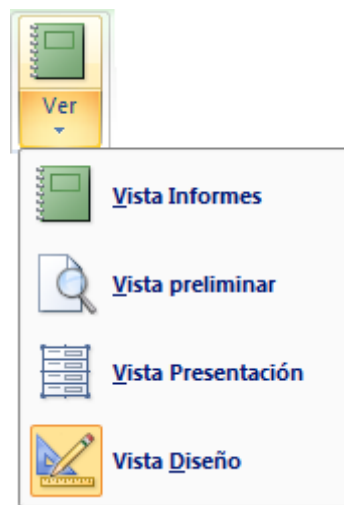 Ver
Vista Informes
Vista preliminar
Vista Presentación
Vista Diseño